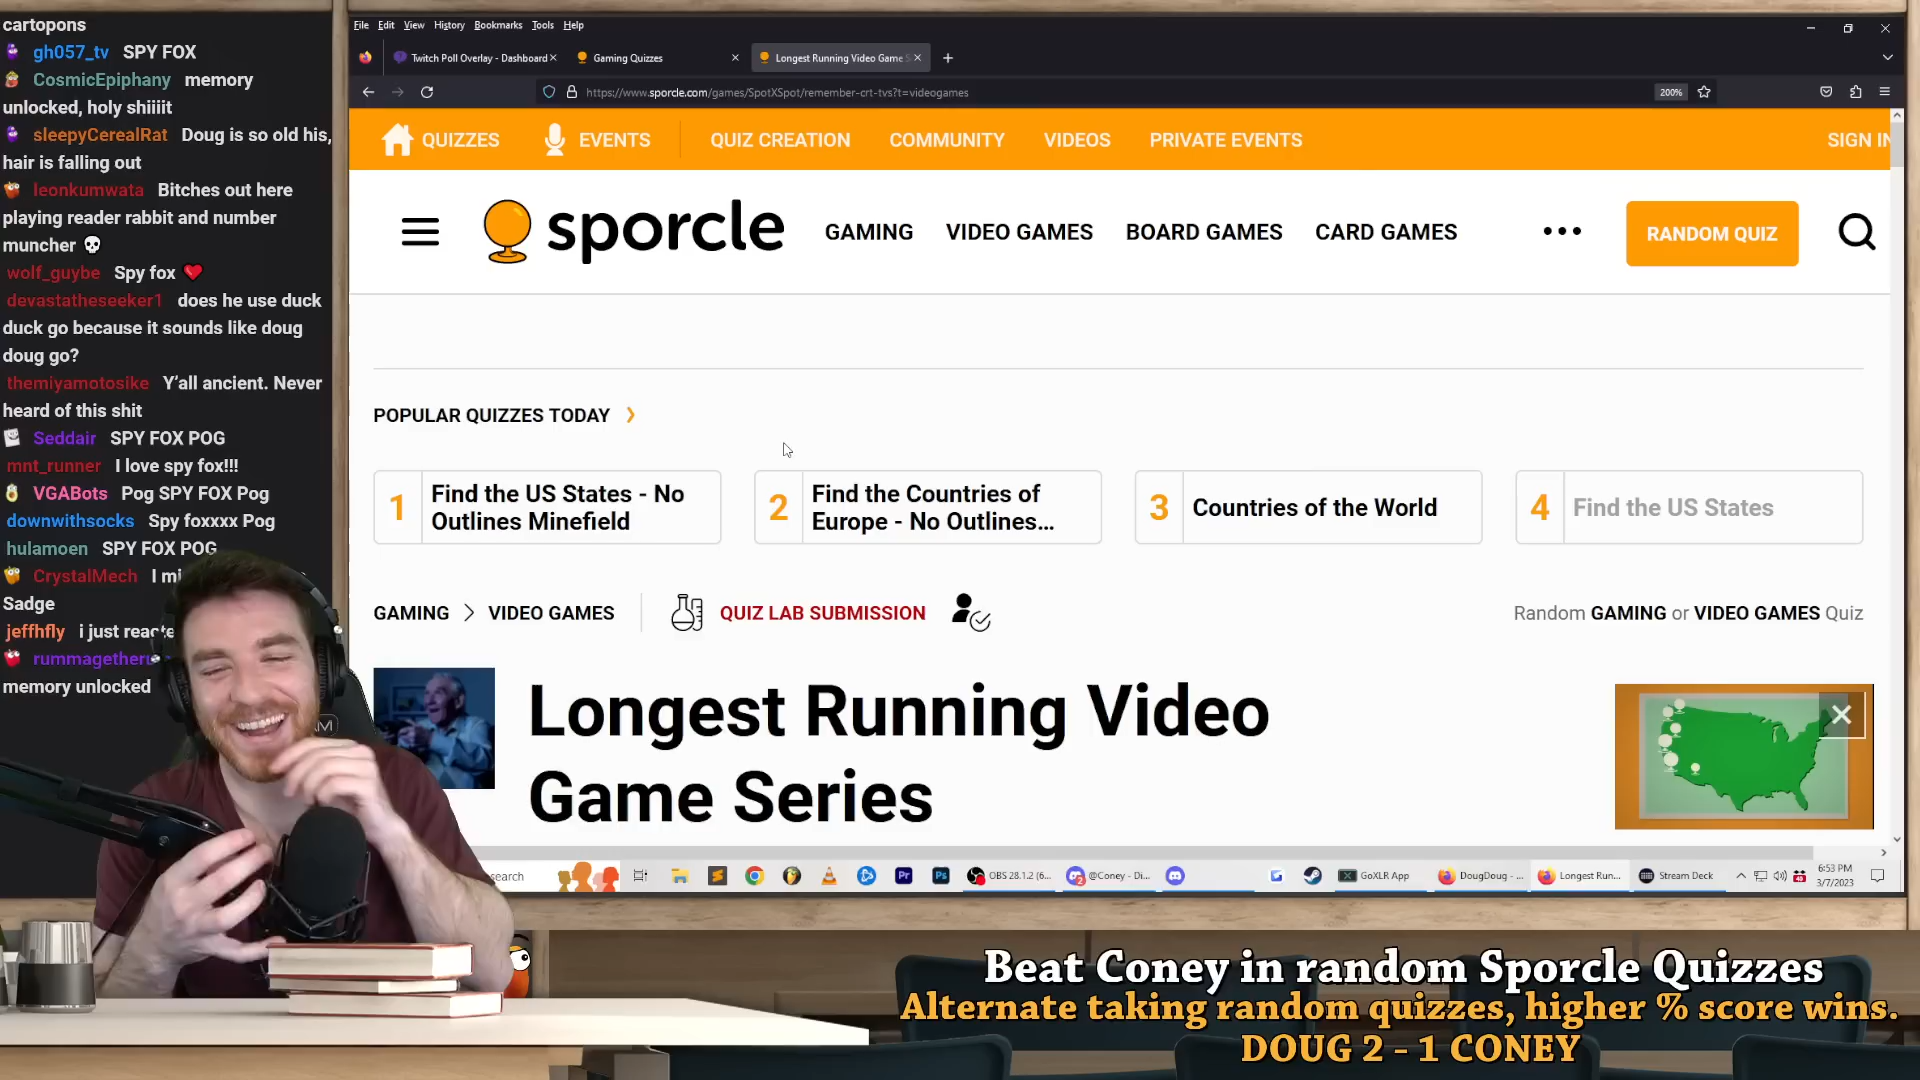 cartopons
gh057_tv SPY FOX
CosmicEpiphany memory
unlocked, holy shiiiit
sleepyCerealRat Doug is so old his,
hair is falling out
leonkumwata Bitches out here
playing reader rabbit and number
muncher 💀
wolf_guybe Spy fox ❤️
devastatheseeker1 does he use duck
duck go because it sounds like doug
doug go?
themiyamotosike Y'all ancient. Never
heard of this shit
Seddair SPY FOX POG
mnt_runner I love spy fox!!!
VGABots Pog SPY FOX Pog
downwithsocks Spy foxxxx Pog
hulamoen SPY FOX POG
CrystalMech I mi
Sadge
jeffhfly i just
memory unlocked
File Edit View History Bookmarks Tools Help
Twitch Poll Overlay - Dashboard
Gaming Quizzes
Longest Running Video Game S
https://www.sporcle.com/games/SpotXSpot/remember-crt-tvs?t=videogames
200%
QUIZZES EVENTS QUIZ CREATION COMMUNITY VIDEOS PRIVATE EVENTS SIGN IN
sporcle GAMING VIDEO GAMES BOARD GAMES CARD GAMES RANDOM QUIZ
POPULAR QUIZZES TODAY
1 Find the US States - No
Outlines Minefield
2 Find the Countries of
Europe - No Outlines...
3 Countries of the World
4 Find the US States
GAMING > VIDEO GAMES QUIZ LAB SUBMISSION Random GAMING or VIDEO GAMES Quiz
Longest Running Video
Game Series
search
OBS 28.1.2 (6...
@Coney - Di...
GoXLR App
DougDoug - ...
Longest Run...
Stream Deck
6:53 PM
3/7/2023
Beat Coney in random Sporcle Quizzes
Alternate taking random quizzes, higher % score wins.
DOUG 2 - 1 CONEY